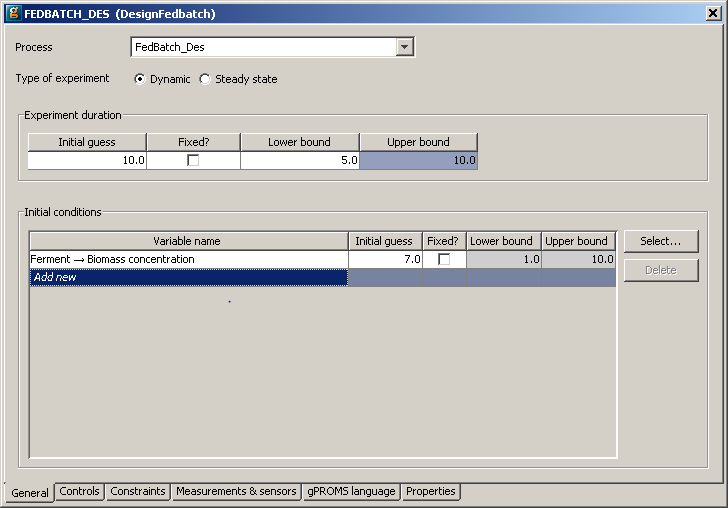 FEDBATCH_DES (DesignFedbatch)
Process FedBatch_Des
Type of experiment Dynamic Steady state
Experiment duration
Initial guess Fixed? Lower bound Upper bound
10.0 5.0 10.0
Initial conditions
Variable name Initial guess Fixed? Lower bound Upper bound Select...
Ferment → Biomass concentration 7.0 1.0 10.0
Add new Delete
General Controls Constraints Measurements & sensors gPROMS language Properties